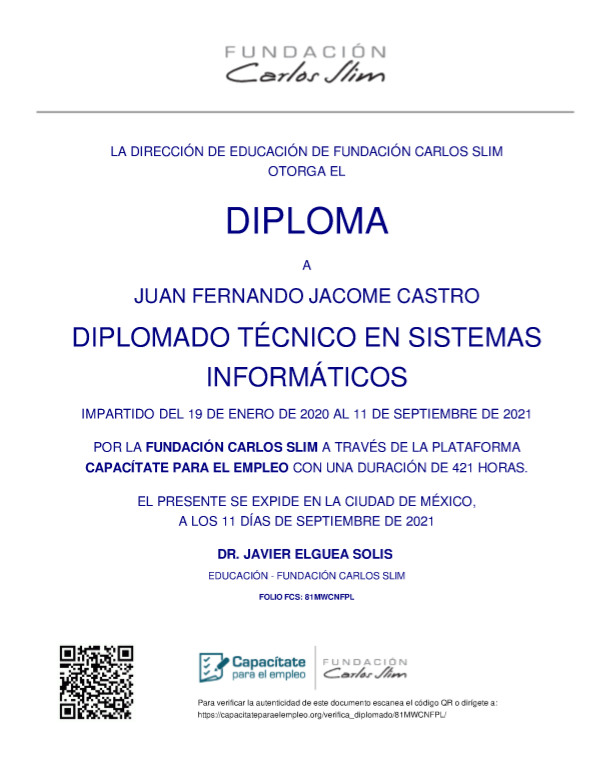 FUNDACIÓN
Carlos Slim
LA DIRECCIÓN DE EDUCACIÓN DE FUNDACIÓN CARLOS SLIM
OTORGA EL
DIPLOMA
A
JUAN FERNANDO JACOME CASTRO
DIPLOMADO TÉCNICO EN SISTEMAS
INFORMÁTICOS
IMPARTIDO DEL 19 DE ENERO DE 2020 AL 11 DE SEPTIEMBRE DE 2021
POR LA FUNDACIÓN CARLOS SLIM A TRAVÉS DE LA PLATAFORMA
CAPACÍTATE PARA EL EMPLEO CON UNA DURACIÓN DE 421 HORAS.
EL PRESENTE SE EXPIDE EN LA CIUDAD DE MÉXICO,
A LOS 11 DÍAS DE SEPTIEMBRE DE 2021
DR. JAVIER ELGUEA SOLIS
EDUCACIÓN - FUNDACIÓN CARLOS SLIM
FOLIO FCS: 81MWCNFPL
Capacítate
para el empleo
FUNDACIÓN
Carlos Slim
Para verificar la autenticidad de este documento escanea el código QR o dirígete a:
https://capacitateparaelempleo.org/verifica_diplomado/81MWCNFPL/